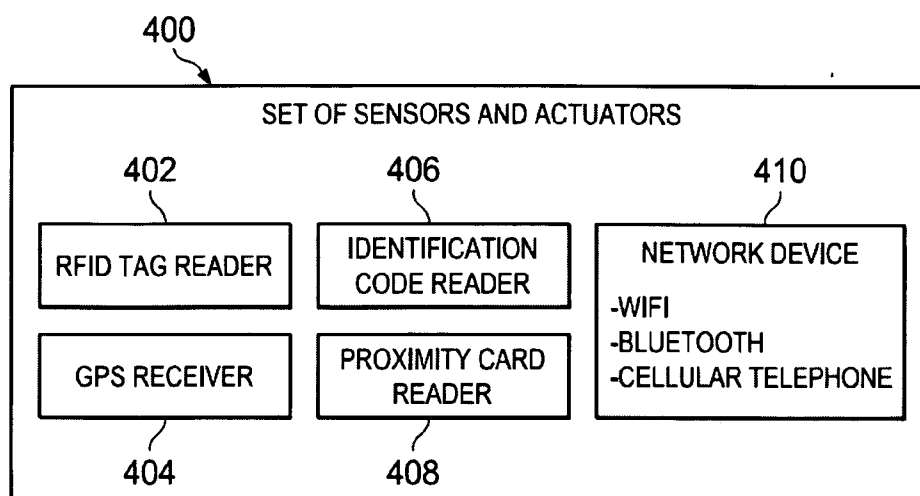 400
SET OF SENSORS AND ACTUATORS
402
406
410
RFID TAG READER
IDENTIFICATION
CODE READER
NETWORK DEVICE
-WIFI
-BLUETOOTH
-CELLULAR TELEPHONE
GPS RECEIVER
PROXIMITY CARD
READER
404
408